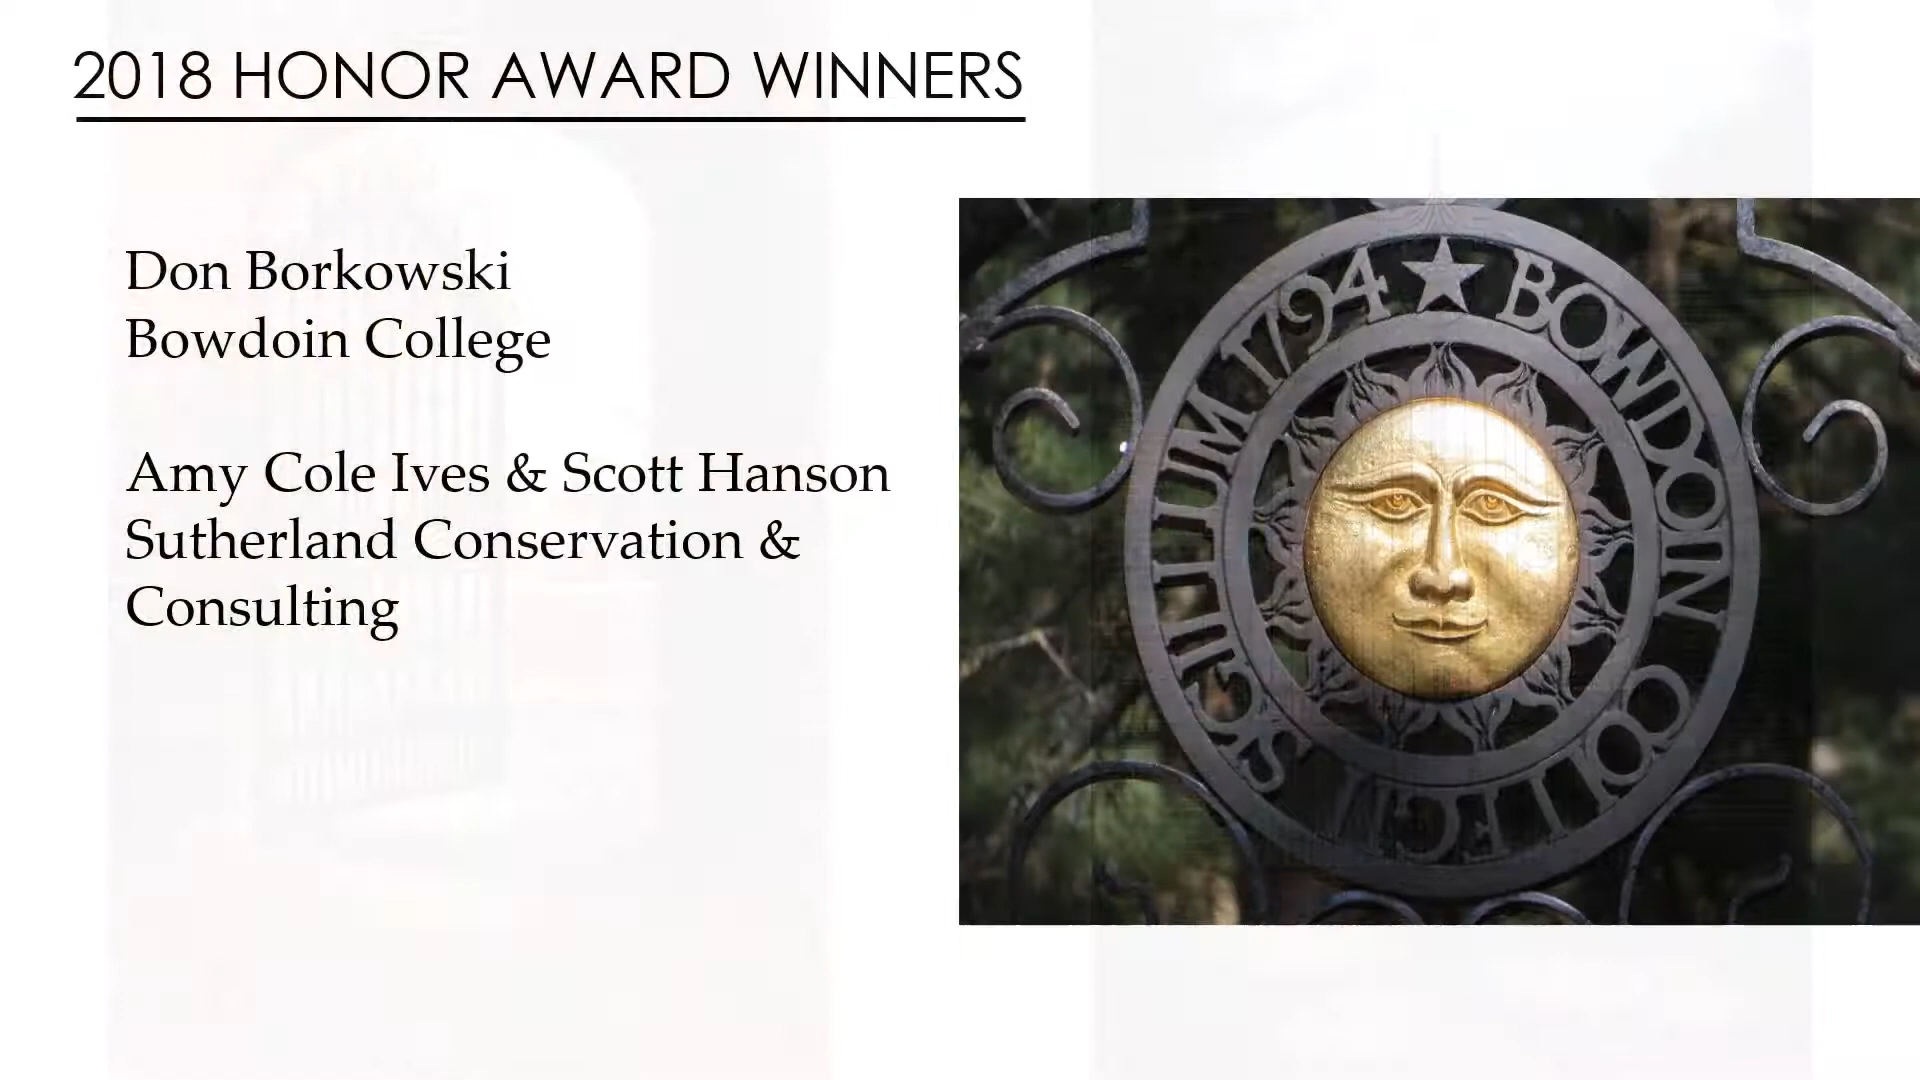 2018 HONOR AWARD WINNERS
Don Borkowski
Bowdoin College
Amy Cole Ives & Scott Hanson
Sutherland Conservation &
Consulting
SIGILLUM 1794 ★ BOWDOIN COLLEGII